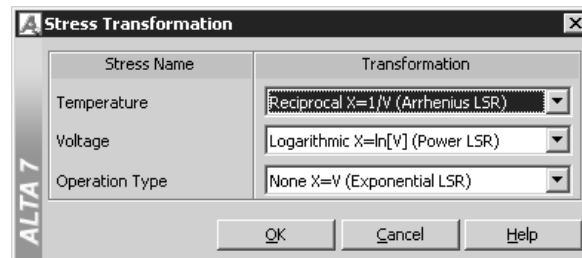 Stress Transformation
Stress Name Transformation
Temperature Reciprocal X=1/V (Arrhenius LSR)
Voltage Logarithmic X=ln[V] (Power LSR)
Operation Type None X=V (Exponential LSR)
ALTA 7
OK Cancel Help